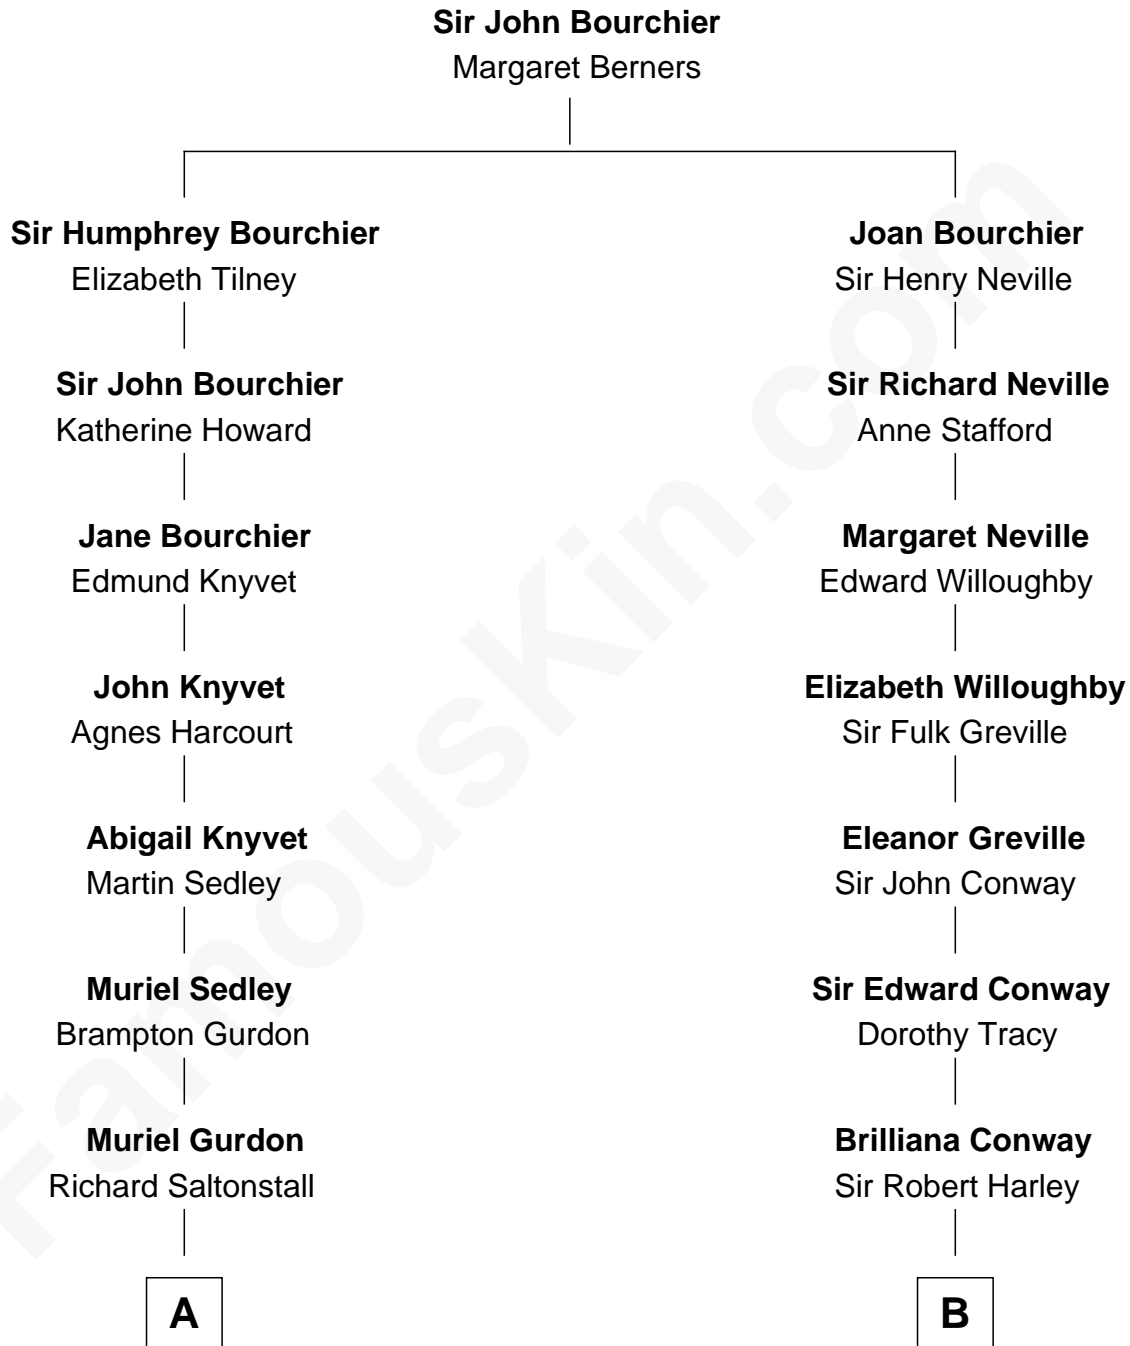 Sir John Bourchier
Margaret Berners
Sir Humphrey Bourchier
Elizabeth Tilney
Joan Bourchier
Sir Henry Neville
Sir John Bourchier
Katherine Howard
Sir Richard Neville
Anne Stafford
Jane Bourchier
Edmund Knyvet
Margaret Neville
Edward Willoughby
John Knyvet
Agnes Harcourt
Elizabeth Willoughby
Sir Fulk Greville
Abigail Knyvet
Martin Sedley
Eleanor Greville
Sir John Conway
Muriel Sedley
Brampton Gurdon
Sir Edward Conway
Dorothy Tracy
Muriel Gurdon
Richard Saltonstall
Brilliana Conway
Sir Robert Harley
A
B
FamousKin.com